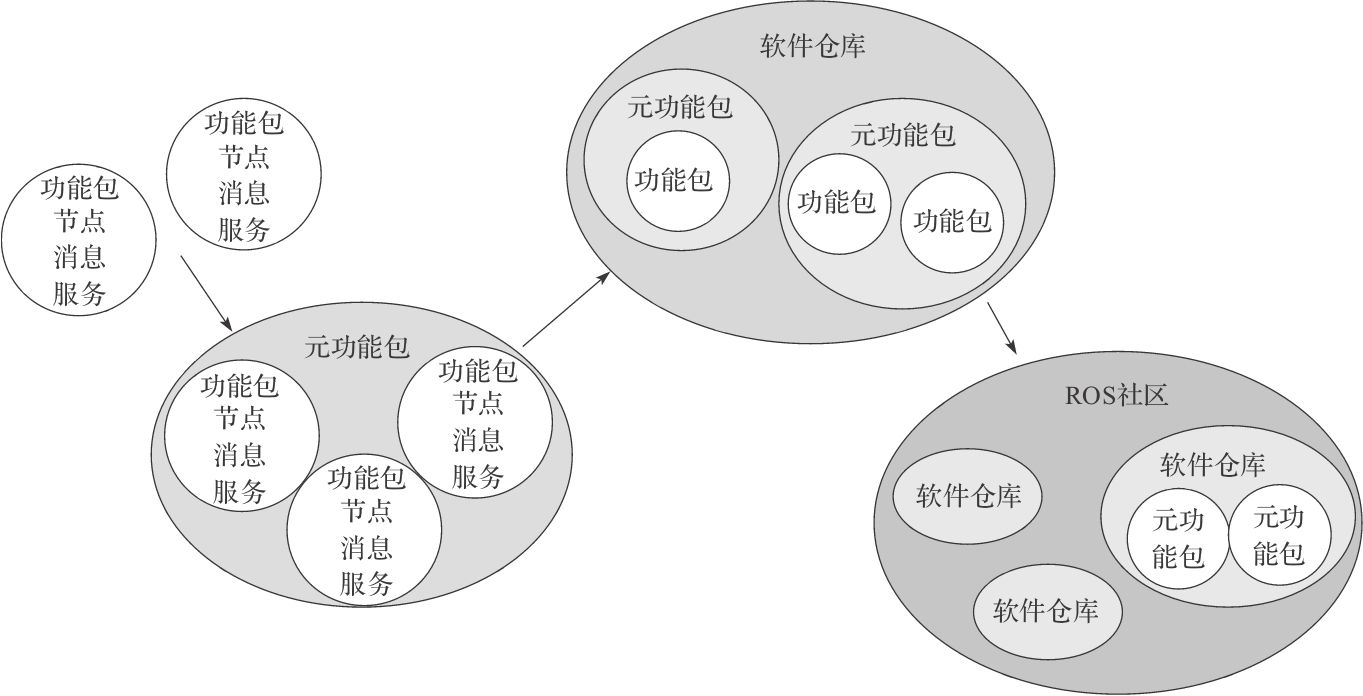 功能包
节点
消息
服务
功能包
节点
消息
服务
元功能包
功能包
节点
消息
服务
功能包
节点
消息
服务
功能包
节点
消息
服务
软件仓库
元功能包
功能包
元功能包
功能包
功能包
ROS社区
软件仓库
软件仓库
软件仓库
元功
能包
元功
能包